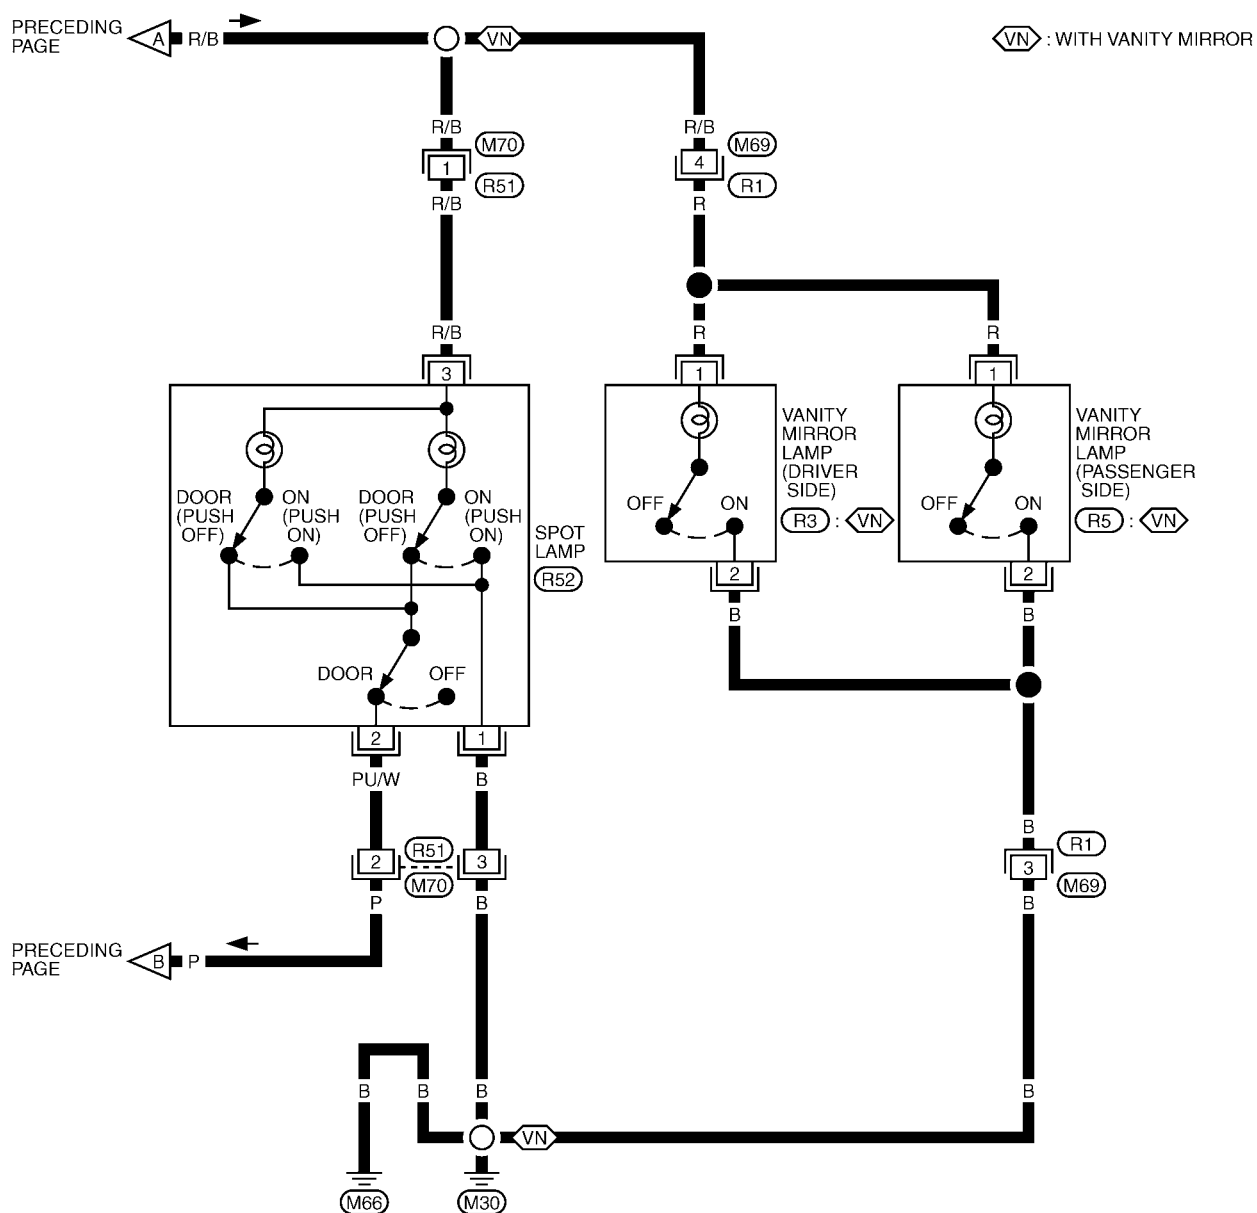 PRECEDING
PAGE
A
R/B
VN
VN : WITH VANITY MIRROR
R/B
R/B
1
M70
R51
4
M69
R1
R/B
R
R/B
R
R
3
1
1
DOOR
(PUSH
OFF)
ON
(PUSH
ON)
DOOR
(PUSH
OFF)
ON
(PUSH
ON)
SPOT
LAMP
R52
OFF
ON
VANITY
MIRROR
LAMP
(DRIVER
SIDE)
R3 : VN
OFF
ON
VANITY
MIRROR
LAMP
(PASSENGER
SIDE)
R5 : VN
2
2
B
B
DOOR
OFF
2
1
PU/W
B
B
2
R51
M70
3
R1
3
M69
P
B
B
PRECEDING
PAGE
B
P
B
B
B
B
VN
M66
M30